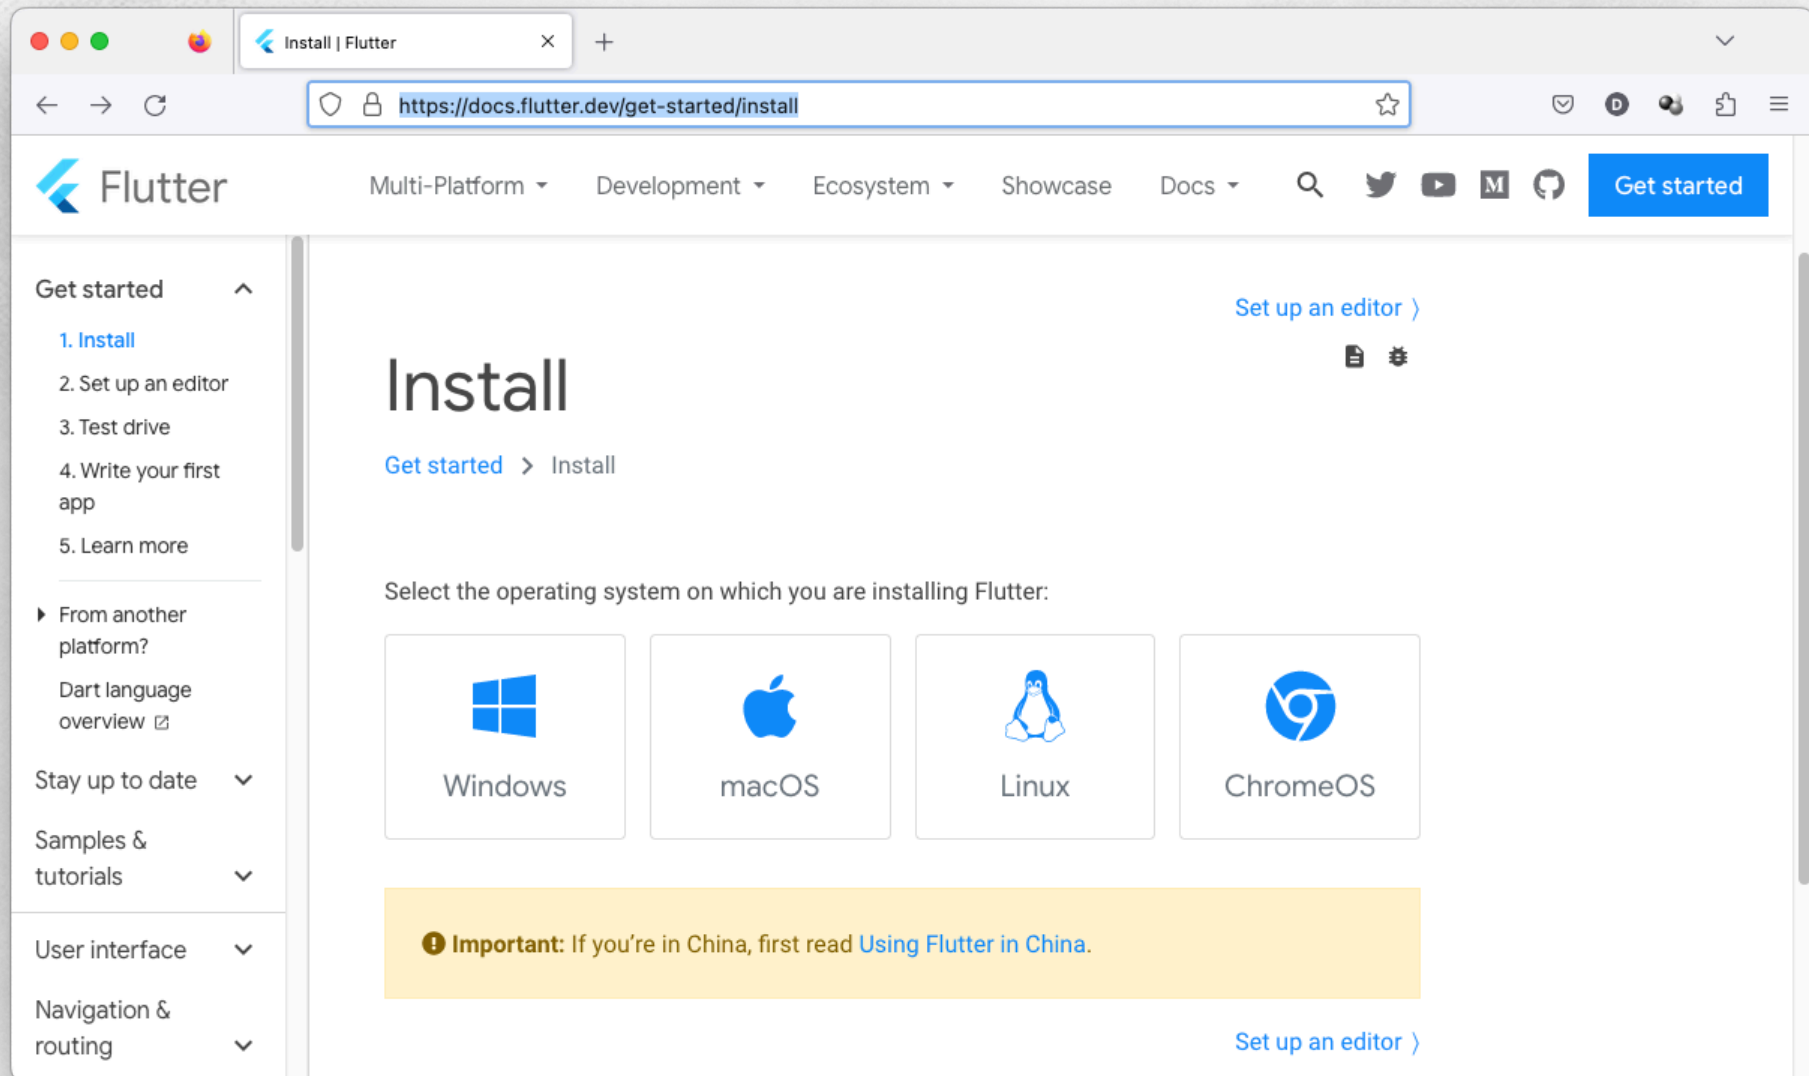 Install | Flutter
https://docs.flutter.dev/get-started/install
D
Flutter
Multi-Platform
Development
Ecosystem
Showcase
Docs
M
Get started
Get started
1. Install
2. Set up an editor
3. Test drive
4. Write your first
app
5. Learn more
From another
platform?
Dart language
overview
Stay up to date
Samples &
tutorials
User interface
Navigation &
routing
Set up an editor
Install
Get started
Install
Select the operating system on which you are installing Flutter:
Windows
macOS
Linux
ChromeOS
Important: If you’re in China, first read Using Flutter in China.
Set up an editor